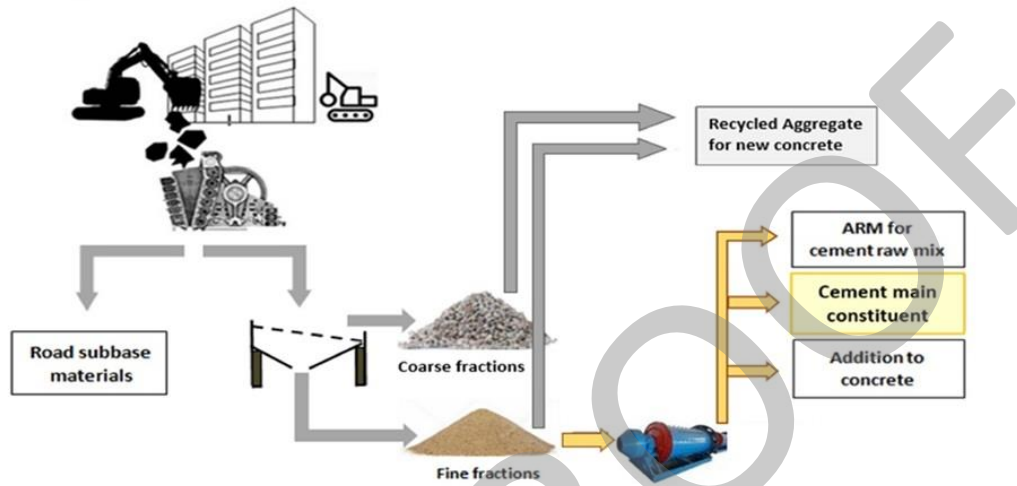 Recycled Aggregate
for new concrete
ARM for
cement raw mix
Cement main
constituent
Road subbase
materials
Coarse fractions
Addition to
concrete
Fine fractions
PROOF